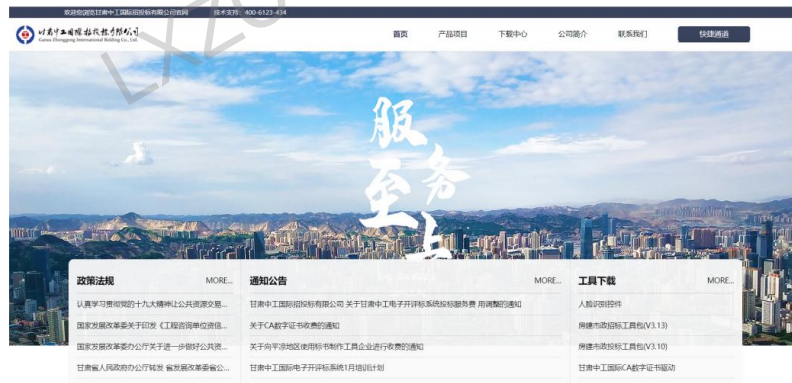 欢迎您浏览甘肃中工国际招投标有限公司官网 技术支持：400-6123-434
甘肃中工国际招投标有限公司
Gansu Zhonggong International Bidding Co., Ltd.
首页 产品项目 下载中心 公司简介 联系我们 快捷通道
LXZC
服务
至上
政策法规 MORE...
认真学习贯彻党的十九大精神让公共资源交易...
国家发展改革委关于印发《工程咨询单位资信...
国家发展改革委办公厅关于进一步做好公共资...
甘肃省人民政府办公厅转发 省发展改革委省公...
通知公告 MORE...
甘肃中工国际招投标有限公司 关于甘肃中工电子开评标系统投标服务费 用调整的通知
关于CA数字证书收费的通知
关于向平凉地区使用标书制作工具企业进行收费的通知
甘肃中工国际电子开评标系统1月培训计划
工具下载 MORE...
人脸识别控件
房建市政招标工具包(V3.13)
房建市政投标工具包(V3.10)
甘肃中工国际CA数字证书驱动